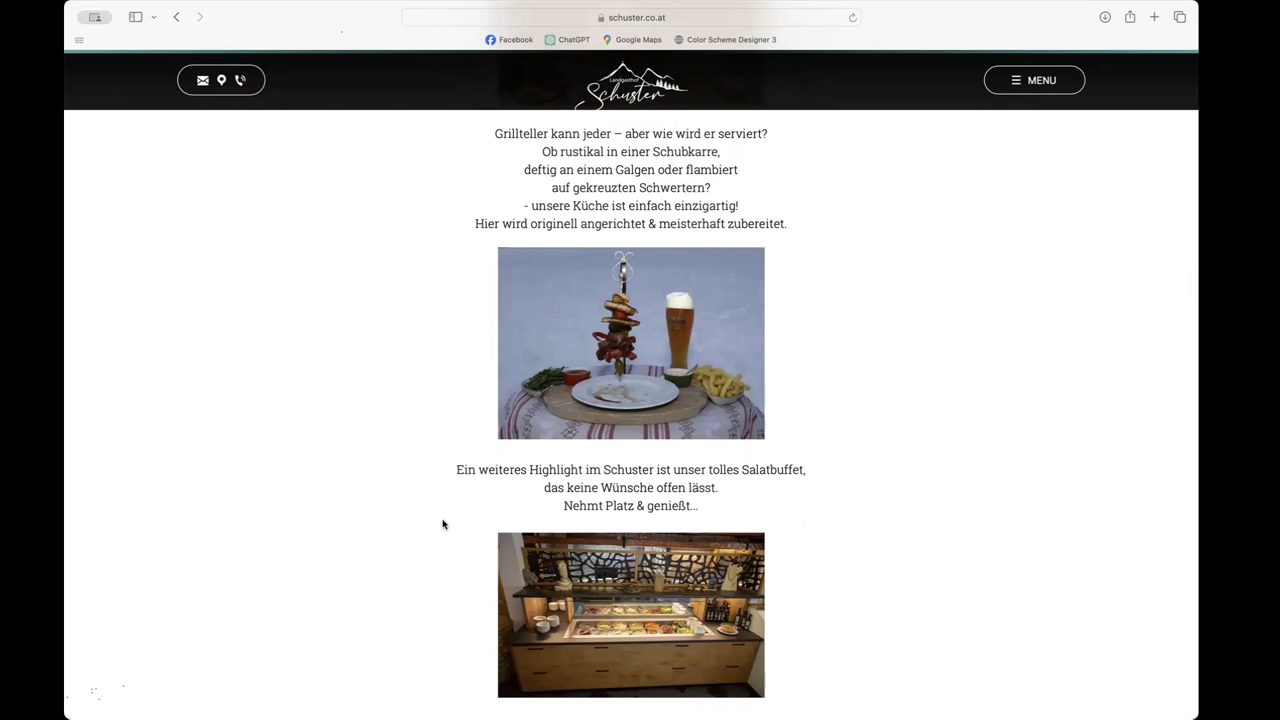 schuster.co.at
Facebook
ChatGPT
Google Maps
Color Scheme Designer 3
Landgasthof
Schuster
MENU
Grillteller kann jeder – aber wie wird er serviert?
Ob rustikal in einer Schubkarre,
deftig an einem Galgen oder flambiert
auf gekreuzten Schwertern?
- unsere Küche ist einfach einzigartig!
Hier wird originell angerichtet & meisterhaft zubereitet.
Ein weiteres Highlight im Schuster ist unser tolles Salatbuffet,
das keine Wünsche offen lässt.
Nehmt Platz & genießt...